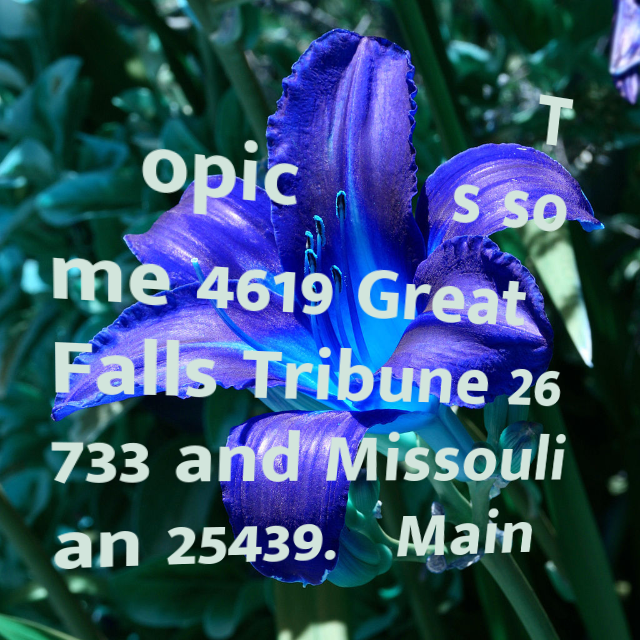 T
opic
s so
me 4619 Great
Falls Tribune 26
733 and Missouli
an 25439. Main